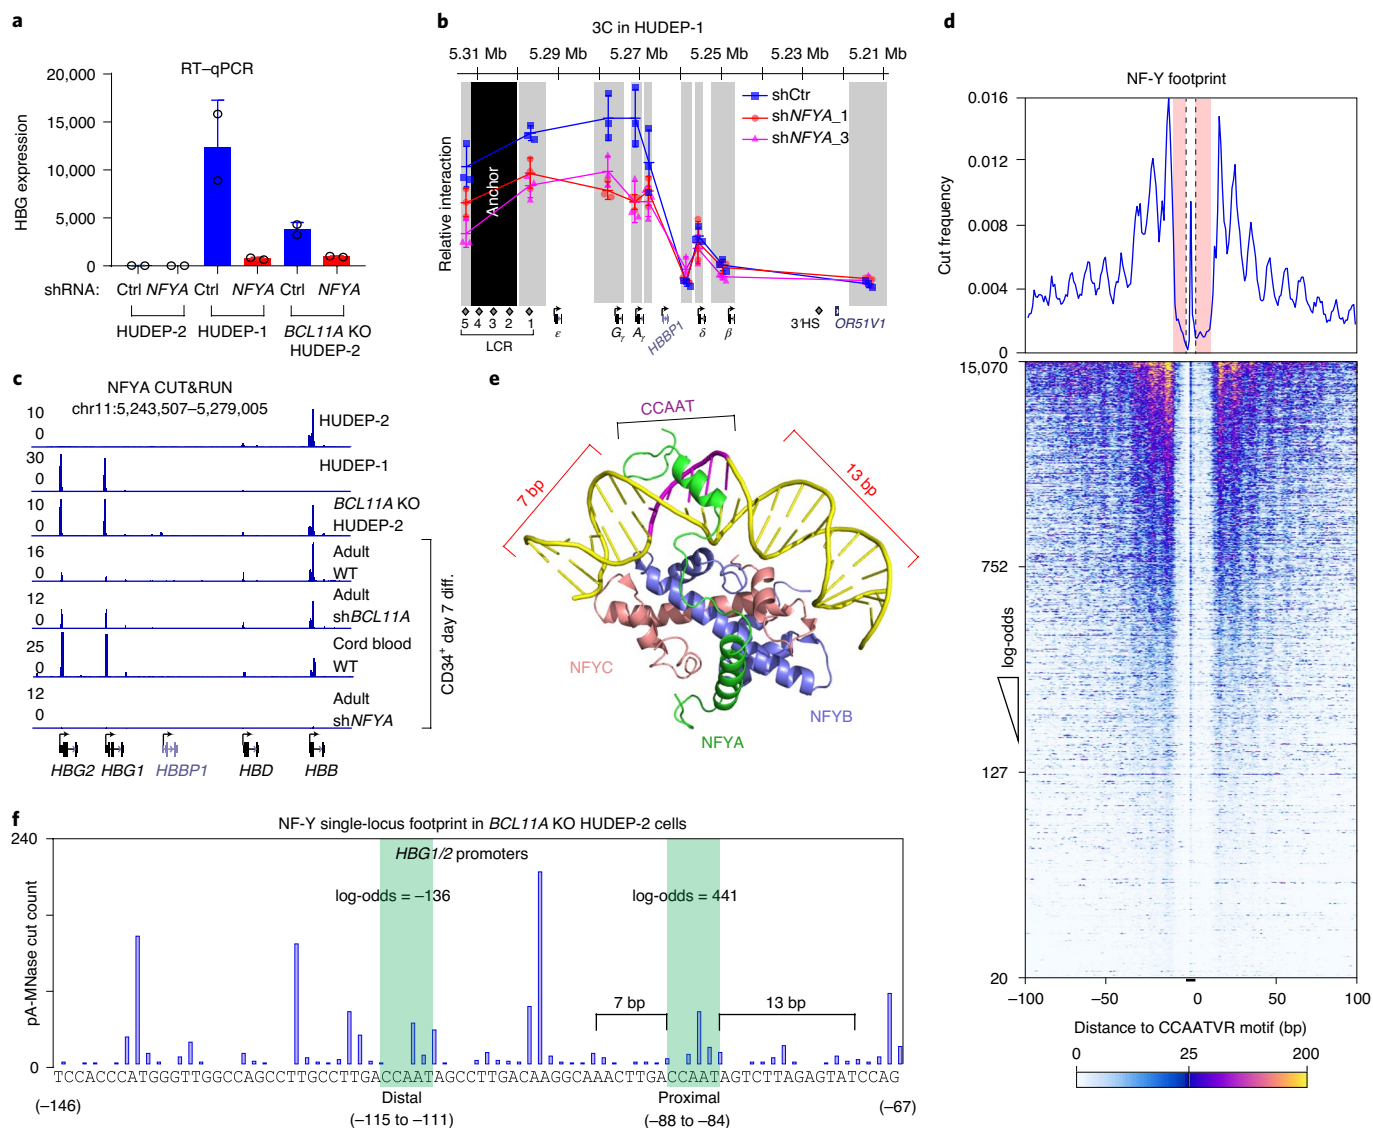 a
RT–qPCR
HBG expression
20,000
15,000
10,000
5,000
0
shRNA:
Ctrl NFYA Ctrl NFYA Ctrl NFYA
HUDEP-2 HUDEP-1 BCL11A KO
HUDEP-2
b
3C in HUDEP-1
5.31 Mb 5.29 Mb 5.27 Mb 5.25 Mb 5.23 Mb 5.21 Mb
Relative interaction
Anchor
shCtr
shNFYA_1
shNFYA_3
5 4 3 2 1
LCR
ε
Gγ
Aγ
HBBP1
δ
β
3′HS
OR51V1
c
NFYA CUT&RUN
chr11:5,243,507–5,279,005
10
0
HUDEP-2
30
0
HUDEP-1
10
0
BCL11A KO
HUDEP-2
16
0
Adult
WT
12
0
Adult
shBCL11A
25
0
Cord blood
WT
12
0
Adult
shNFYA
CD34+ day 7 diff.
HBG2 HBG1 HBBP1 HBD HBB
d
NF-Y footprint
Cut frequency
0.016
0.012
0.008
0.004
0
15,070
752
127
20
log-odds
–100 –50 0 50 100
Distance to CCAATVR motif (bp)
0 25 200
e
CCAAT
7 bp
13 bp
NFYC
NFYB
NFYA
f
NF-Y single-locus footprint in BCL11A KO HUDEP-2 cells
HBG1/2 promoters
pA-MNase cut count
240
0
log-odds = –136
log-odds = 441
7 bp
13 bp
TCCACCCATGGGTTGGCCAGCCTTGCCTTGACCAATAGCCTTGACAAGGCAAACTTGACCAATAGTCTTAGAGTATCCAG
(–146)
Distal
(–115 to –111)
Proximal
(–88 to –84)
(–67)